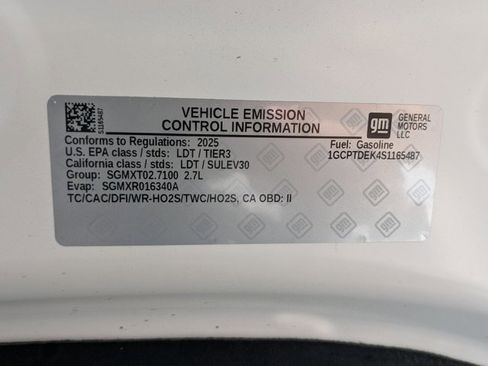 S1165487
VEHICLE EMISSION
CONTROL INFORMATION
gm
GENERAL
MOTORS
LLC
Conforms to Regulations: 2025
Fuel: Gasoline
U.S. EPA class / stds: LDT / TIER3
1GCPTDEK4S1165487
California class / stds: LDT / SULEV30
Group: SGMXT02.7100 2.7L
Evap: SGMXR016340A
TC/CAC/DFI/WR-HO2S/TWC/HO2S, CA OBD: II